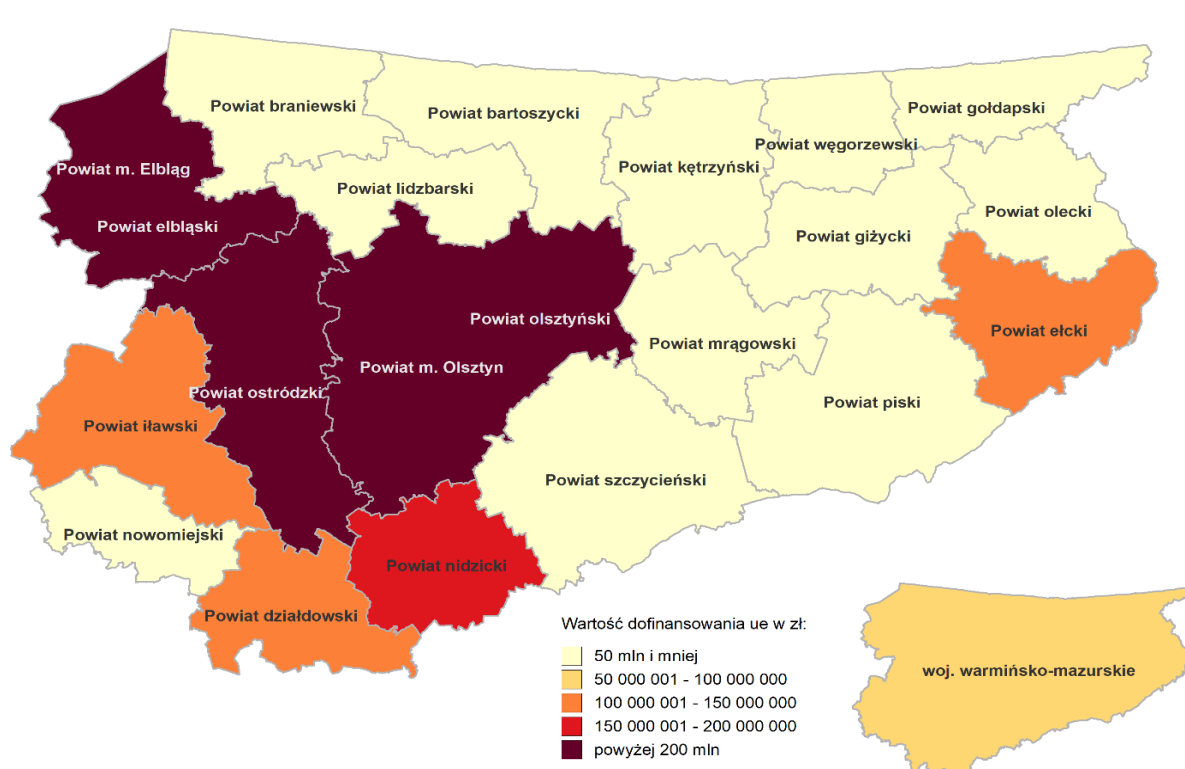 Powiat braniewski
Powiat bartoszycki
Powiat gołdapski
Powiat węgorzewski
Powiat kętrzyński
Powiat m. Elbląg
Powiat lidzbarski
Powiat olecki
Powiat elbląski
Powiat giżycki
Powiat olsztyński
Powiat ełcki
Powiat mrągowski
Powiat m. Olsztyn
Powiat ostródzki
Powiat piski
Powiat iławski
Powiat szczycieński
Powiat nowomiejski
Powiat nidzicki
Powiat działdowski
Wartość dofinansowania ue w zł:
50 mln i mniej
50 000 001 - 100 000 000
100 000 001 - 150 000 000
150 000 001 - 200 000 000
powyżej 200 mln
woj. warmińsko-mazurskie